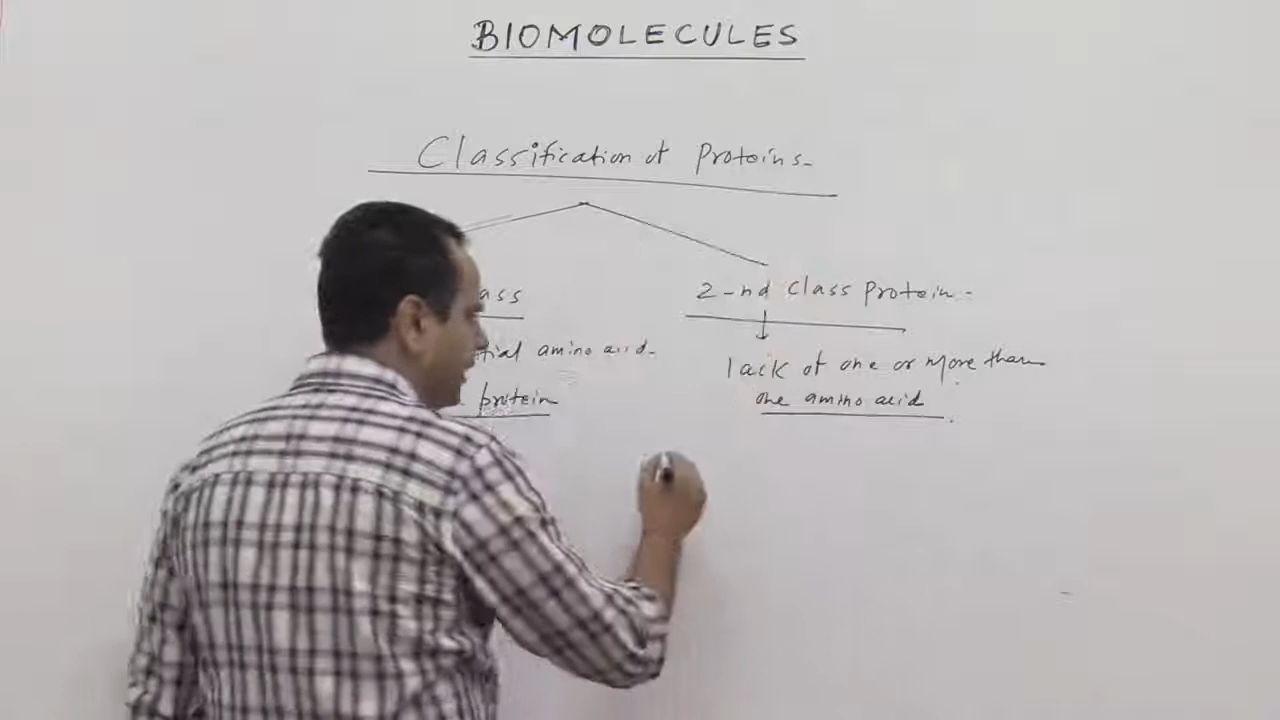 BIOMOLECULES
Classification of Proteins.
ass
2-nd Class Protein.
tial amino acid.
lack of one or more than
protein
one amino acid.